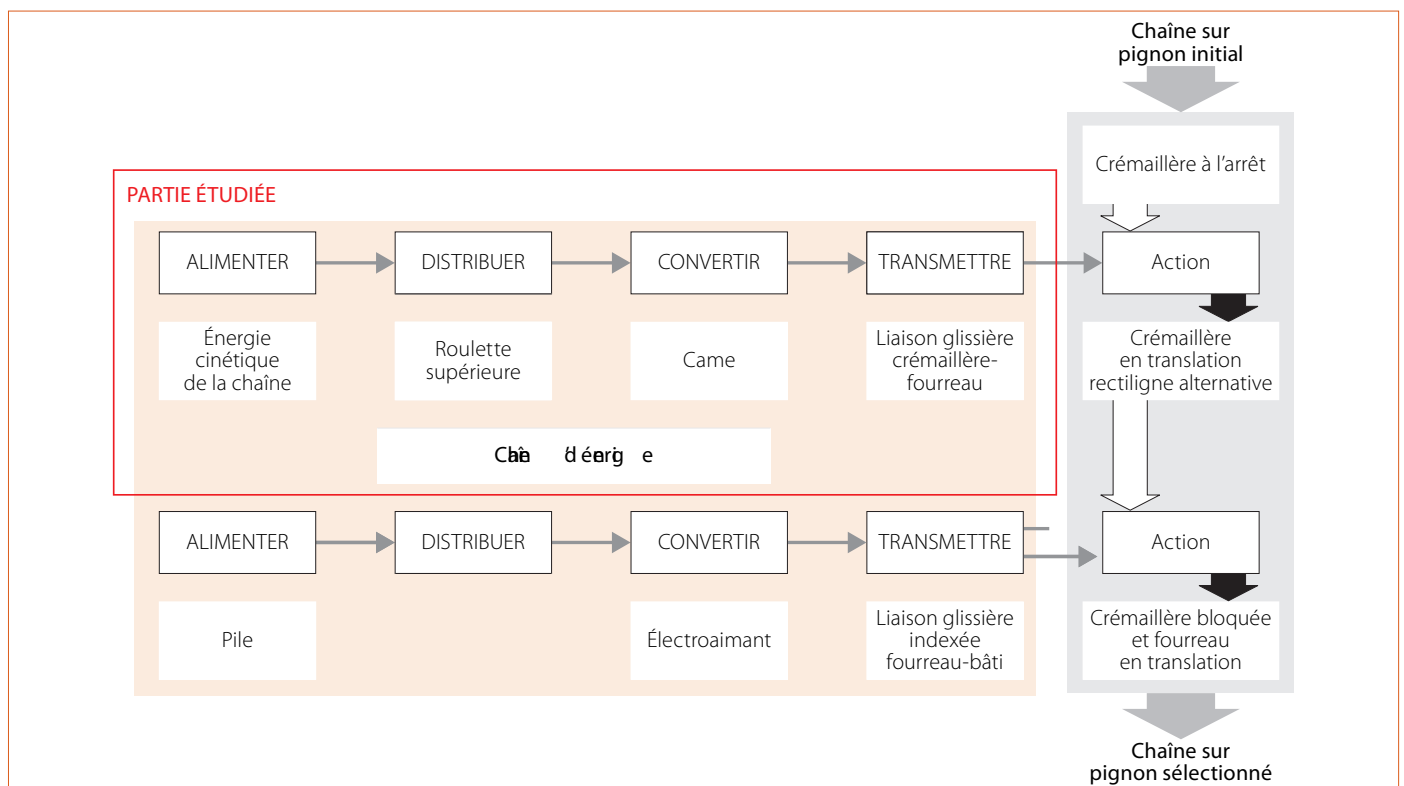 Chaîne sur
pignon initial
Crémaillère à l'arrêt
PARTIE ÉTUDIÉE
ALIMENTER
DISTRIBUER
CONVERTIR
TRANSMETTRE
Action
Énergie
cinétique
de la chaîne
Roulette
supérieure
Came
Liaison glissière
crémaillère-
fourreau
Crémaillère
en translation
rectiligne alternative
ALIMENTER
DISTRIBUER
CONVERTIR
TRANSMETTRE
Action
Pile
Électroaimant
Liaison glissière
indexée
fourreau-bâti
Crémaillère bloquée
et fourreau
en translation
Chaîne sur
pignon sélectionné